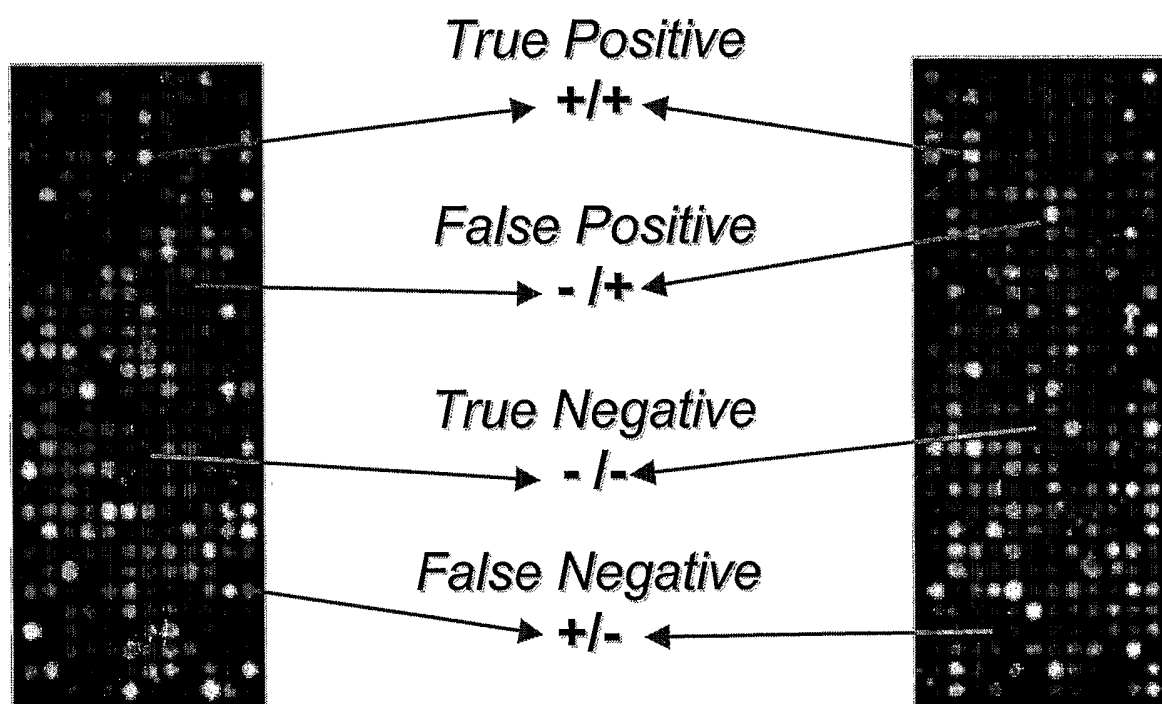 True Positive
+/+
False Positive
- /+
True Negative
- /-
False Negative
+/-